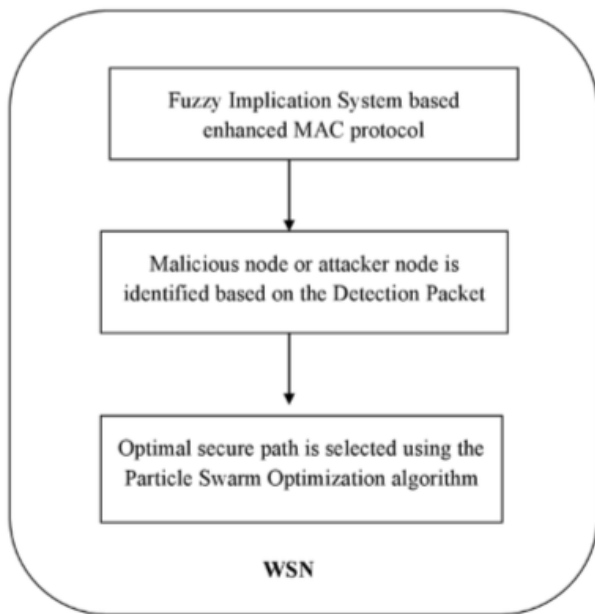 Fuzzy Implication System based
enhanced MAC protocol
Malicious node or attacker node is
identified based on the Detection Packet
Optimal secure path is selected using the
Particle Swarm Optimization algorithm
WSN